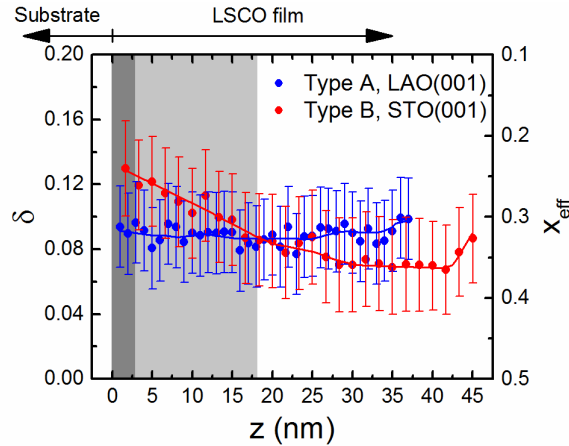 Substrate LSCO film
0.20
0.16
0.12
0.08
0.04
0.00
δ
Type A, LAO(001)
Type B, STO(001)
0.1
0.2
0.3
0.4
0.5
x_eff
0 5 10 15 20 25 30 35 40 45
z (nm)